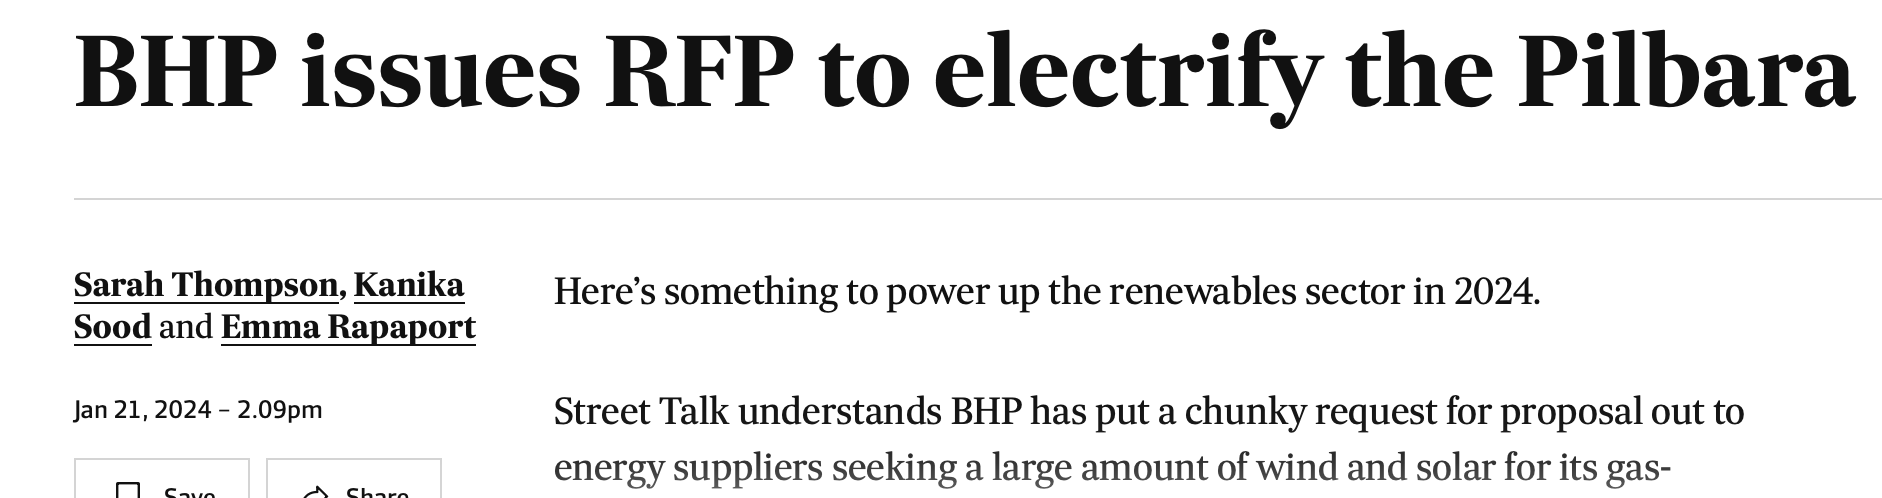 BHP issues RFP to electrify the Pilbara
Sarah Thompson, Kanika
Sood and Emma Rapaport
Jan 21, 2024 – 2.09pm
Save
Share
Here’s something to power up the renewables sector in 2024.
Street Talk understands BHP has put a chunky request for proposal out to
energy suppliers seeking a large amount of wind and solar for its gas-